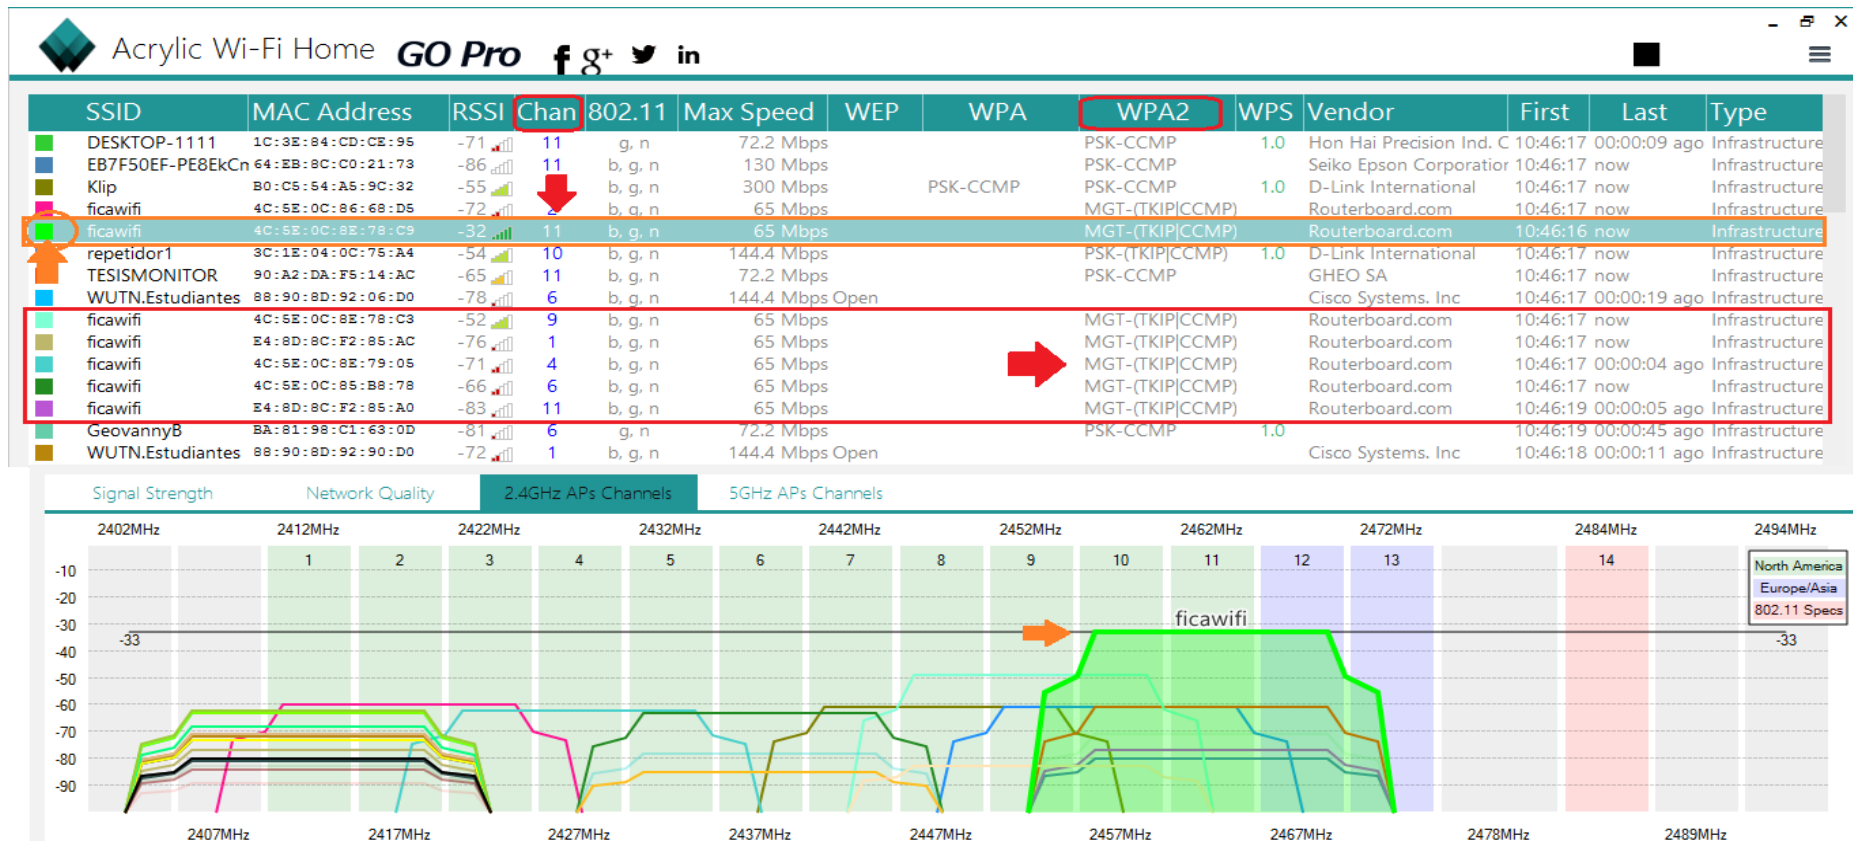 Acrylic Wi-Fi Home GO Pro f g+ in
SSID MAC Address RSSI Chan 802.11 Max Speed WEP WPA WPA2 WPS Vendor First Last Type
DESKTOP-1111 1C:3E:84:CD:CE:95 -71 11 g, n 72.2 Mbps PSK-CCMP 1.0 Hon Hai Precision Ind. C 10:46:17 00:00:09 ago Infrastructure
EB7F50EF-PE8EkCn 64:EB:8C:C0:21:73 -86 11 b, g, n 130 Mbps PSK-CCMP Seiko Epson Corporation 10:46:17 now Infrastructure
Klip B0:C5:54:A5:9C:32 -55 b, g, n 300 Mbps PSK-CCMP PSK-CCMP 1.0 D-Link International 10:46:17 now Infrastructure
ficawifi 4C:5E:0C:86:68:D5 -72 2 b, g, n 65 Mbps MGT-(TKIP|CCMP) Routerboard.com 10:46:17 now Infrastructure
ficawifi 4C:5E:0C:8E:78:C9 -32 11 b, g, n 65 Mbps MGT-(TKIP|CCMP) Routerboard.com 10:46:16 now Infrastructure
repetidor1 3C:1E:04:0C:75:A4 -54 10 b, g, n 144.4 Mbps PSK-(TKIP|CCMP) 1.0 D-Link International 10:46:17 now Infrastructure
TESISMONITOR 90:A2:DA:F5:14:AC -65 11 b, g, n 72.2 Mbps PSK-CCMP GHEO SA 10:46:17 now Infrastructure
WUTN.Estudiantes 88:90:8D:92:06:D0 -78 6 b, g, n 144.4 Mbps Open Cisco Systems. Inc 10:46:17 00:00:19 ago Infrastructure
ficawifi 4C:5E:0C:8E:78:C3 -52 9 b, g, n 65 Mbps MGT-(TKIP|CCMP) Routerboard.com 10:46:17 now Infrastructure
ficawifi E4:8D:8C:F2:85:AC -76 1 b, g, n 65 Mbps MGT-(TKIP|CCMP) Routerboard.com 10:46:17 now Infrastructure
ficawifi 4C:5E:0C:8E:79:05 -71 4 b, g, n 65 Mbps MGT-(TKIP|CCMP) Routerboard.com 10:46:17 00:00:04 ago Infrastructure
ficawifi 4C:5E:0C:85:B8:78 -66 6 b, g, n 65 Mbps MGT-(TKIP|CCMP) Routerboard.com 10:46:17 now Infrastructure
ficawifi E4:8D:8C:F2:85:A0 -83 11 b, g, n 65 Mbps MGT-(TKIP|CCMP) Routerboard.com 10:46:19 00:00:05 ago Infrastructure
GeovannyB BA:81:98:C1:63:0D -81 6 g, n 72.2 Mbps PSK-CCMP 1.0 10:46:19 00:00:45 ago Infrastructure
WUTN.Estudiantes 88:90:8D:92:90:D0 -72 1 b, g, n 144.4 Mbps Open Cisco Systems. Inc 10:46:18 00:00:11 ago Infrastructure
Signal Strength Network Quality 2.4GHz APs Channels 5GHz APs Channels
2402MHz 2412MHz 2422MHz 2432MHz 2442MHz 2452MHz 2462MHz 2472MHz 2484MHz 2494MHz
1 2 3 4 5 6 7 8 9 10 11 12 13 14
North America
Europe/Asia
802.11 Specs
-10
-20
-30
ficawifi
-33 -33
-40
-50
-60
-70
-80
-90
2407MHz 2417MHz 2427MHz 2437MHz 2447MHz 2457MHz 2467MHz 2478MHz 2489MHz